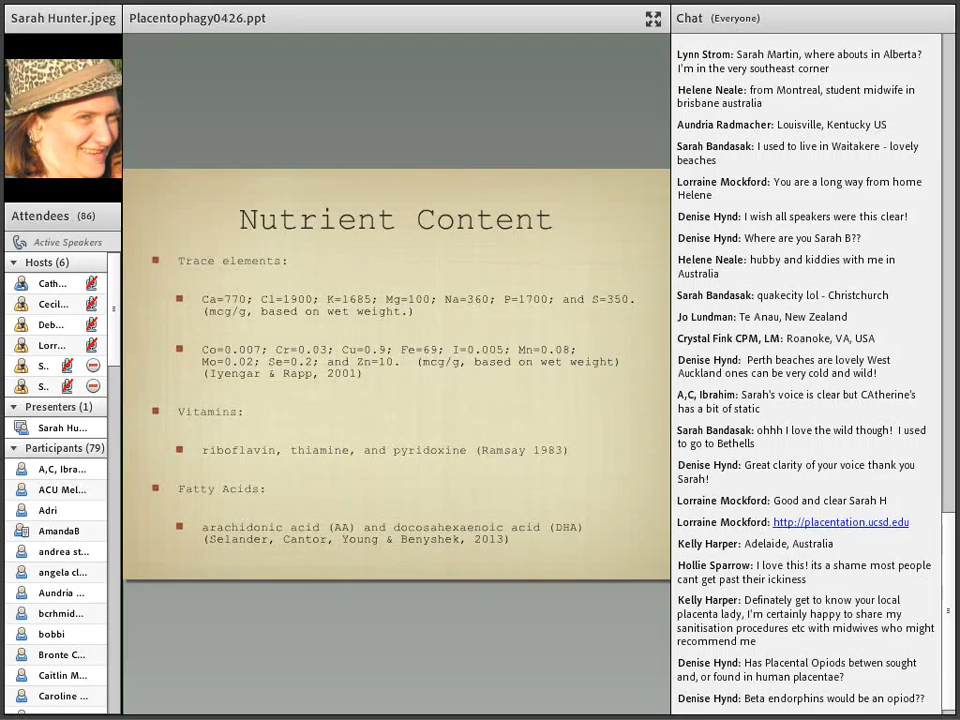 Sarah Hunter.jpeg
Placentophagy0426.ppt
Chat (Everyone)
Attendees (86)
Active Speakers
Hosts (6)
Cath...
Cecil...
Deb...
Lorr...
S..
S..
Presenters (1)
Sarah Hu...
Participants (79)
A,C, Ibra...
ACU Mel...
Adri
AmandaB
andrea st...
angela cl...
Aundria ...
bcrhmid...
bobbi
Bronte C...
Caitlin M...
Caroline ...
Nutrient Content
Trace elements:
Ca=770; Cl=1900; K=1685; Mg=100; Na=360; P=1700; and S=350.
(mcg/g, based on wet weight.)
Co=0.007; Cr=0.03; Cu=0.9; Fe=69; I=0.005; Mn=0.08;
Mo=0.02; Se=0.2; and Zn=10. (mcg/g, based on wet weight)
(Iyengar & Rapp, 2001)
Vitamins:
riboflavin, thiamine, and pyridoxine (Ramsay 1983)
Fatty Acids:
arachidonic acid (AA) and docosahexaenoic acid (DHA)
(Selander, Cantor, Young & Benyshek, 2013)
Lynn Strom: Sarah Martin, where abouts in Alberta?
I'm in the very southeast corner
Helene Neale: from Montreal, student midwife in
brisbane australia
Aundria Radmacher: Louisville, Kentucky US
Sarah Bandasak: I used to live in Waitakere - lovely
beaches
Lorraine Mockford: You are a long way from home
Helene
Denise Hynd: I wish all speakers were this clear!
Denise Hynd: Where are you Sarah B??
Helene Neale: hubby and kiddies with me in
Australia
Sarah Bandasak: quakecity lol - Christchurch
Jo Lundman: Te Anau, New Zealand
Crystal Fink CPM, LM: Roanoke, VA, USA
Denise Hynd: Perth beaches are lovely West
Auckland ones can be very cold and wild!
A,C, Ibrahim: Sarah's voice is clear but CAtherine's
has a bit of static
Sarah Bandasak: ohhh I love the wild though! I used
to go to Bethells
Denise Hynd: Great clarity of your voice thank you
Sarah!
Lorraine Mockford: Good and clear Sarah H
Lorraine Mockford: http://placentation.ucsd.edu
Kelly Harper: Adelaide, Australia
Hollie Sparrow: I love this! its a shame most people
cant get past their ickiness
Kelly Harper: Definately get to know your local
placenta lady, I'm certainly happy to share my
sanitisation procedures etc with midwives who might
recommend me
Denise Hynd: Has Placental Opiods betwen sought
and, or found in human placentae?
Denise Hynd: Beta endorphins would be an opiod??